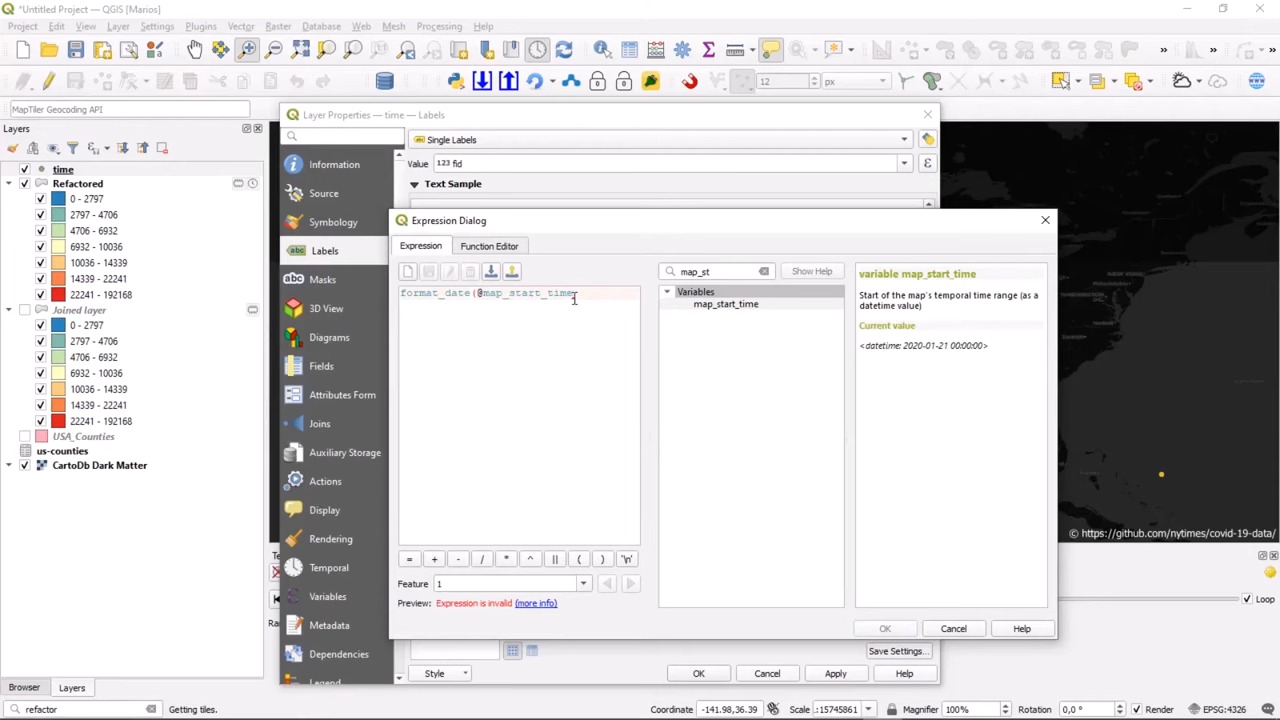 *Untitled Project — QGIS [Marios]
Project Edit View Layer Settings Plugins Vector Raster Database Web Mesh Processing Help
12 px
MapTiler Geocoding API
Layers
time
Refactored
0 - 2797
2797 - 4706
4706 - 6932
6932 - 10036
10036 - 14339
14339 - 22241
22241 - 192168
Joined layer
0 - 2797
2797 - 4706
4706 - 6932
6932 - 10036
10036 - 14339
14339 - 22241
22241 - 192168
USA_Counties
us-counties
CartoDb Dark Matter
Browser Layers
refactor
Getting tiles.
Layer Properties — time — Labels
Information
Source
Symbology
Labels
Masks
3D View
Diagrams
Fields
Attributes Form
Joins
Auxiliary Storage
Actions
Display
Rendering
Temporal
Variables
Metadata
Dependencies
Legend
Single Labels
Value 123 fid
Text Sample
Expression Dialog
Expression Function Editor
format_date(@map_start_time
= + - / * ^ || ( ) '\n'
Feature 1
Preview: Expression is invalid (more info)
map_st
Show Help
Variables
map_start_time
variable map_start_time
Start of the map's temporal time range (as a
datetime value)
Current value
<datetime: 2020-01-21 00:00:00>
OK Cancel Help
Save Settings...
Style OK Cancel Apply Help
© https://github.com/nytimes/covid-19-data/
Loop
Coordinate -141.98,36.39 Scale :15745861 Magnifier 100% Rotation 0,0 ° Render EPSG:4326